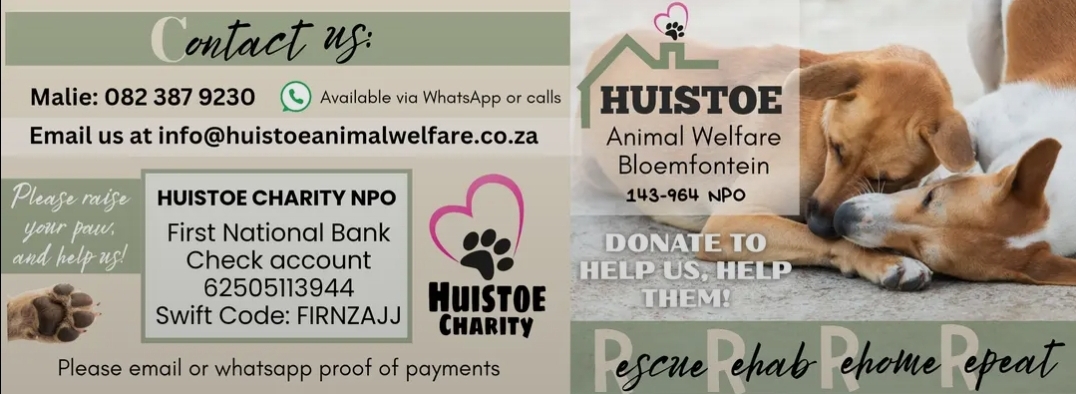 Contact us:
Malie: 082 387 9230
Available via WhatsApp or calls
Email us at info@huistoeanimalwelfare.co.za
Please raise
your paw,
and help us!
HUISTOE CHARITY NPO
First National Bank
Check account
62505113944
Swift Code: FIRNZAJJ
HUISTOE
CHARITY
Please email or whatsapp proof of payments
HUISTOE
Animal Welfare
Bloemfontein
143-964 NPO
DONATE TO
HELP US, HELP
THEM!
Rescue Rehab Rehome Repeat